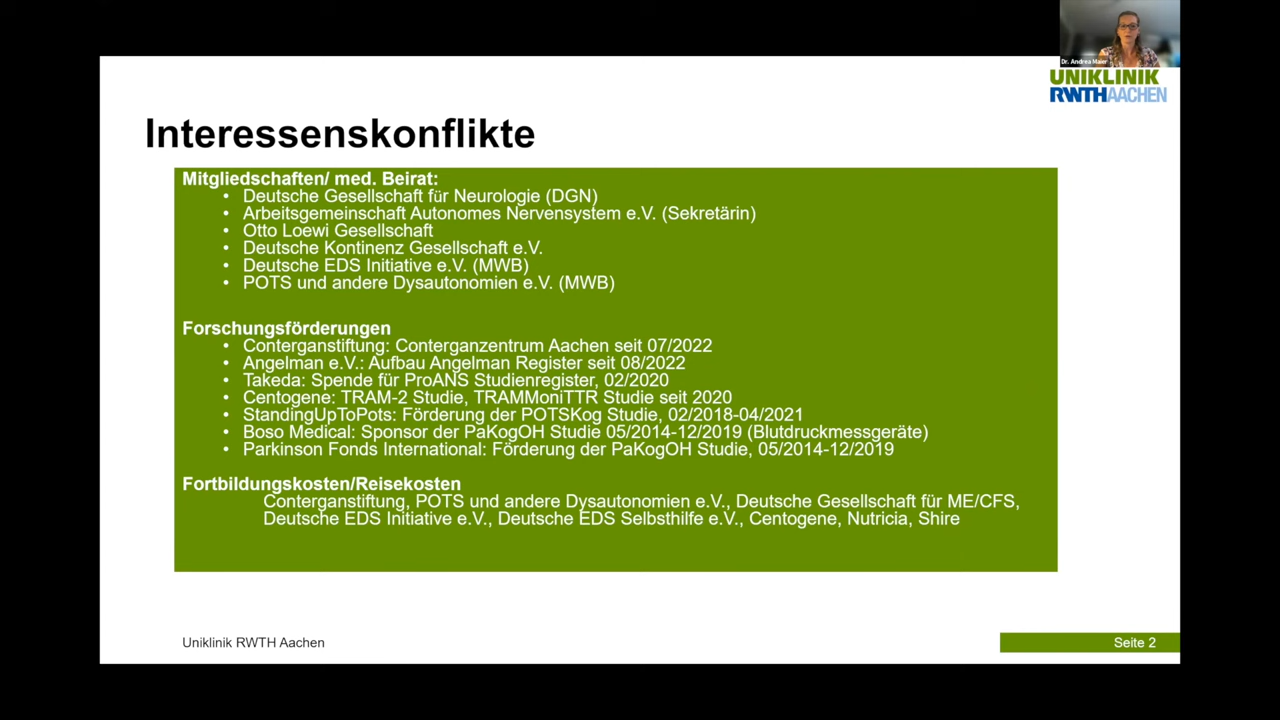 Dr. Andrea Maier
UNIKLINIK
RWTHAACHEN
Interessenskonflikte
Mitgliedschaften/ med. Beirat:
• Deutsche Gesellschaft für Neurologie (DGN)
• Arbeitsgemeinschaft Autonomes Nervensystem e.V. (Sekretärin)
• Otto Loewi Gesellschaft
• Deutsche Kontinenz Gesellschaft e.V.
• Deutsche EDS Initiative e.V. (MWB)
• POTS und andere Dysautonomien e.V. (MWB)
Forschungsförderungen
• Conterganstiftung: Conterganzentrum Aachen seit 07/2022
• Angelman e.V.: Aufbau Angelman Register seit 08/2022
• Takeda: Spende für ProANS Studienregister, 02/2020
• Centogene: TRAM-2 Studie, TRAMMoniTTR Studie seit 2020
• StandingUpToPots: Förderung der POTSKog Studie, 02/2018-04/2021
• Boso Medical: Sponsor der PaKogOH Studie 05/2014-12/2019 (Blutdruckmessgeräte)
• Parkinson Fonds International: Förderung der PaKogOH Studie, 05/2014-12/2019
Fortbildungskosten/Reisekosten
Conterganstiftung, POTS und andere Dysautonomien e.V., Deutsche Gesellschaft für ME/CFS,
Deutsche EDS Initiative e.V., Deutsche EDS Selbsthilfe e.V., Centogene, Nutricia, Shire
Uniklinik RWTH Aachen
Seite 2